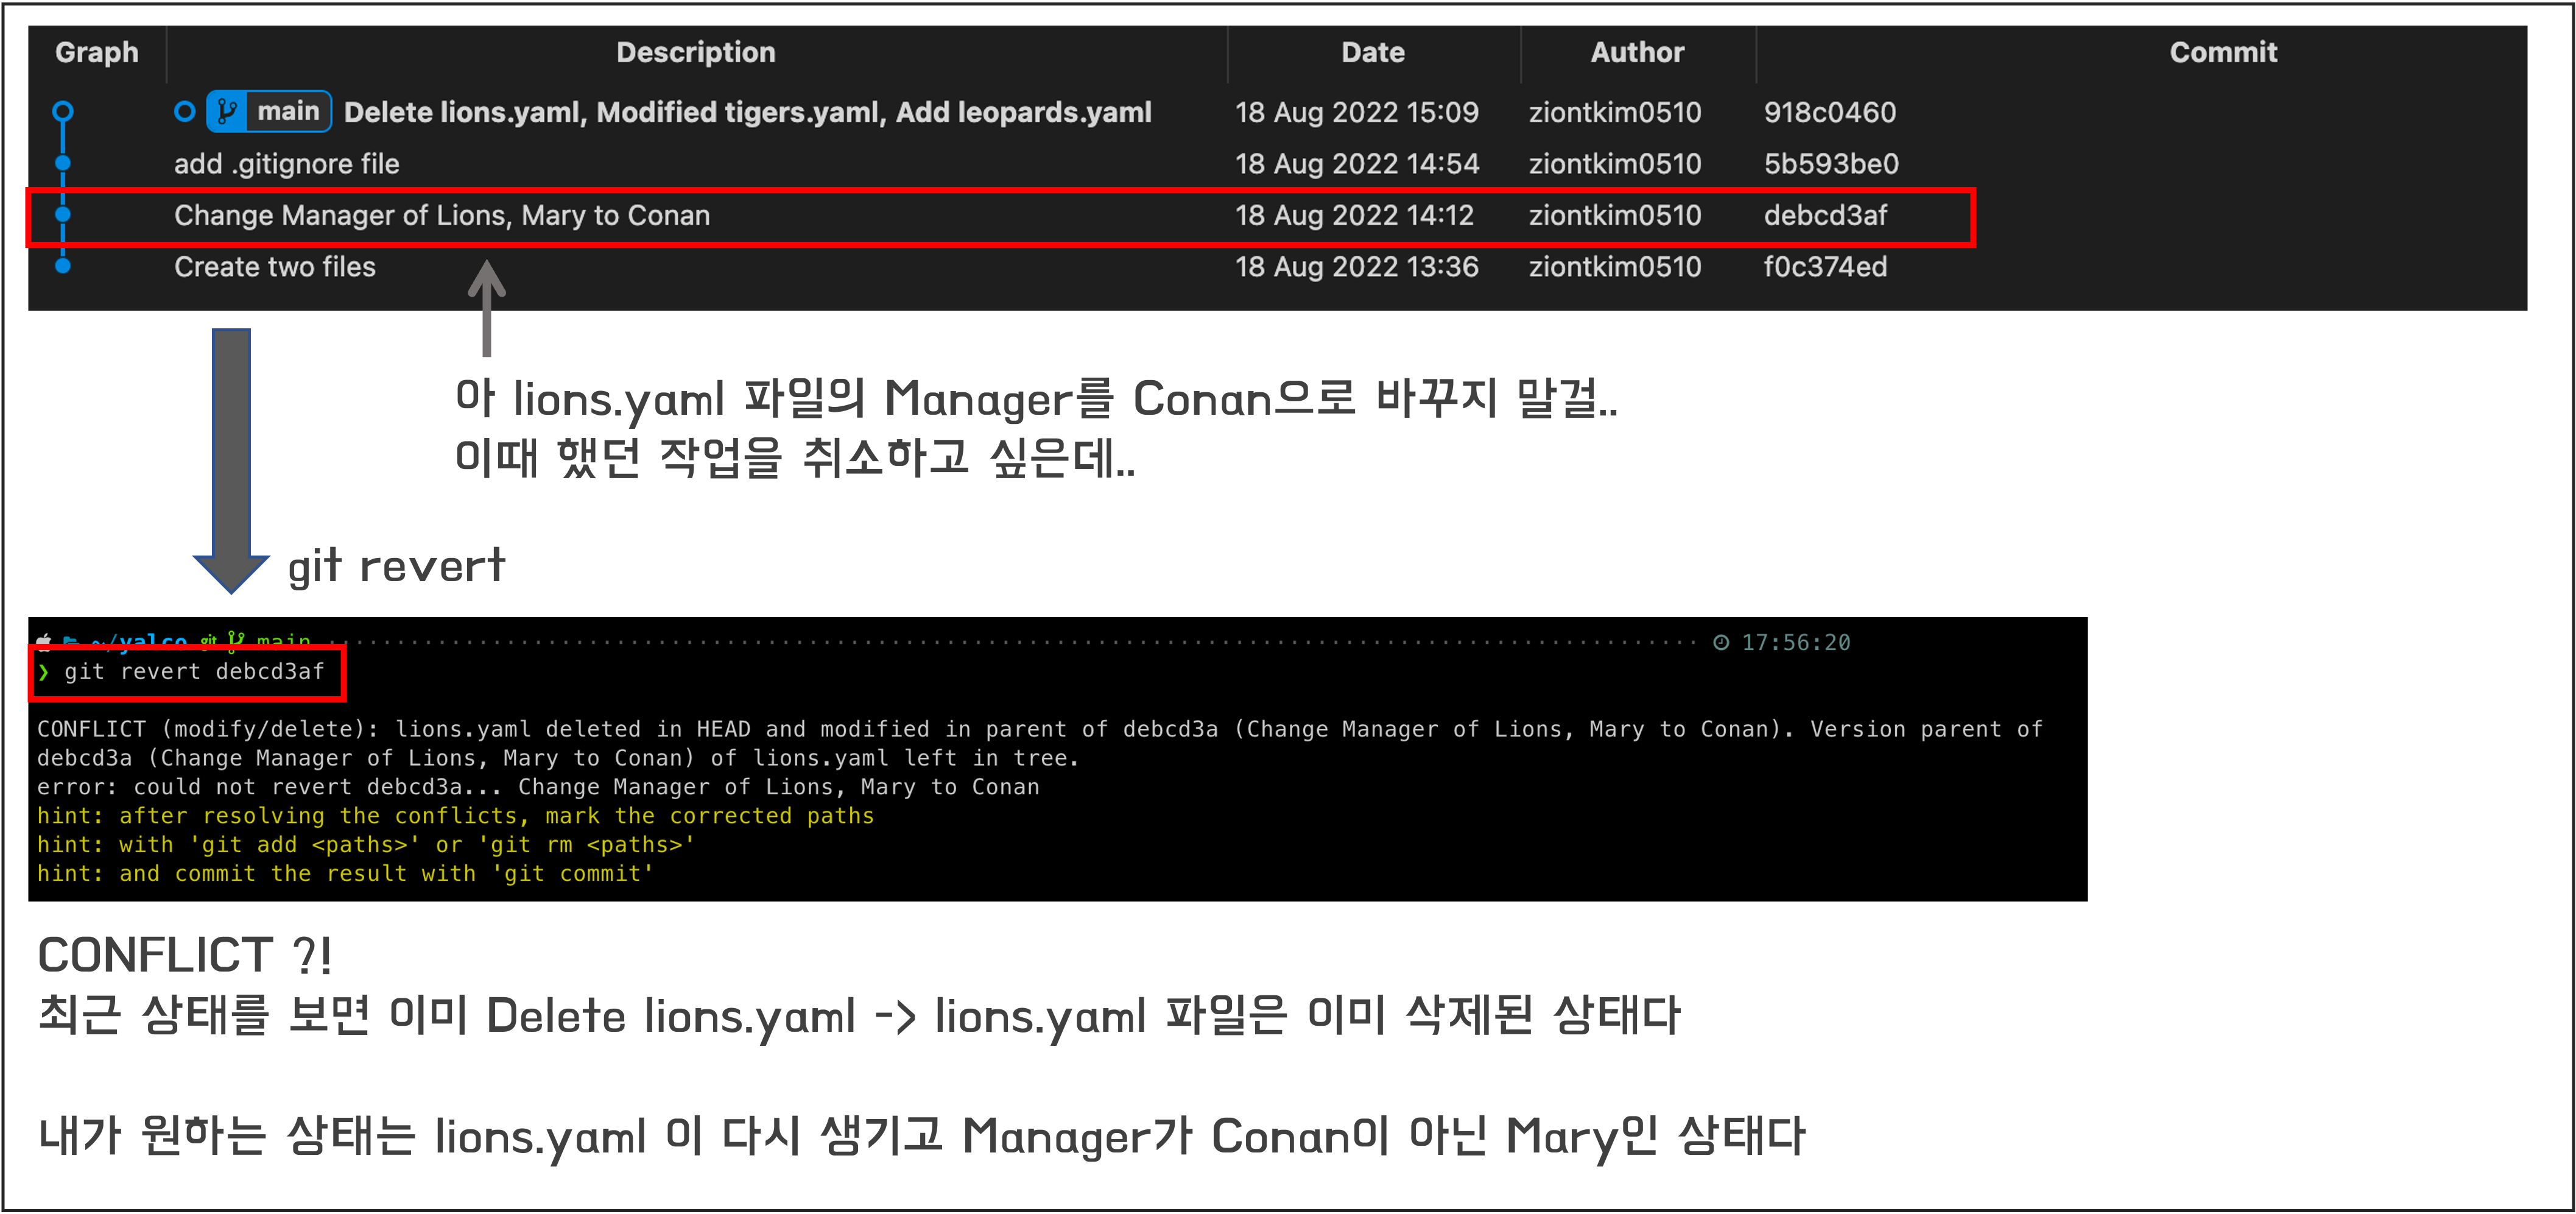 Graph Description Date Author Commit
main Delete lions.yaml, Modified tigers.yaml, Add leopards.yaml 18 Aug 2022 15:09 ziontkim0510 918c0460
add .gitignore file 18 Aug 2022 14:54 ziontkim0510 5b593be0
Change Manager of Lions, Mary to Conan 18 Aug 2022 14:12 ziontkim0510 debcd3af
Create two files 18 Aug 2022 13:36 ziontkim0510 f0c374ed
아 lions.yaml 파일의 Manager를 Conan으로 바꾸지 말걸..
이때 했던 작업을 취소하고 싶은데..
git revert
~/yalco git main 17:56:20
❯ git revert debcd3af
CONFLICT (modify/delete): lions.yaml deleted in HEAD and modified in parent of debcd3a (Change Manager of Lions, Mary to Conan). Version parent of
debcd3a (Change Manager of Lions, Mary to Conan) of lions.yaml left in tree.
error: could not revert debcd3a... Change Manager of Lions, Mary to Conan
hint: after resolving the conflicts, mark the corrected paths
hint: with 'git add <paths>' or 'git rm <paths>'
hint: and commit the result with 'git commit'
CONFLICT ?!
최근 상태를 보면 이미 Delete lions.yaml -> lions.yaml 파일은 이미 삭제된 상태다
내가 원하는 상태는 lions.yaml 이 다시 생기고 Manager가 Conan이 아닌 Mary인 상태다